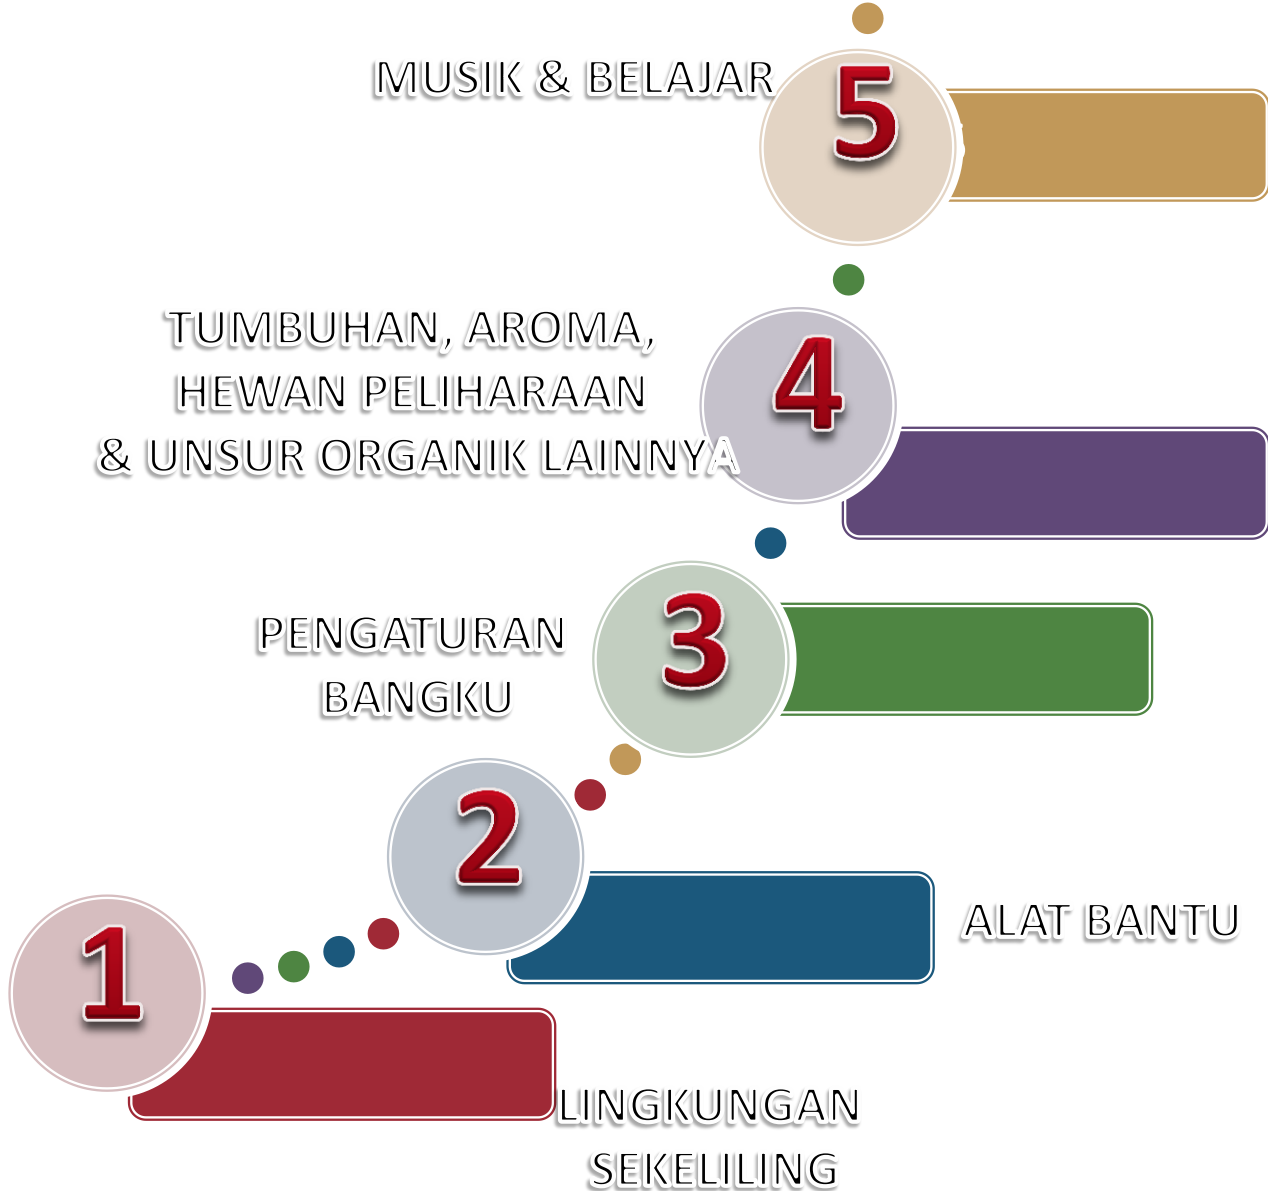 MUSIK & BELAJAR
5
TUMBUHAN, AROMA,
HEWAN PELIHARAAN
& UNSUR ORGANIK LAINNYA
4
PENGATURAN
BANGKU
3
2
ALAT BANTU
1
LINGKUNGAN
SEKELILING